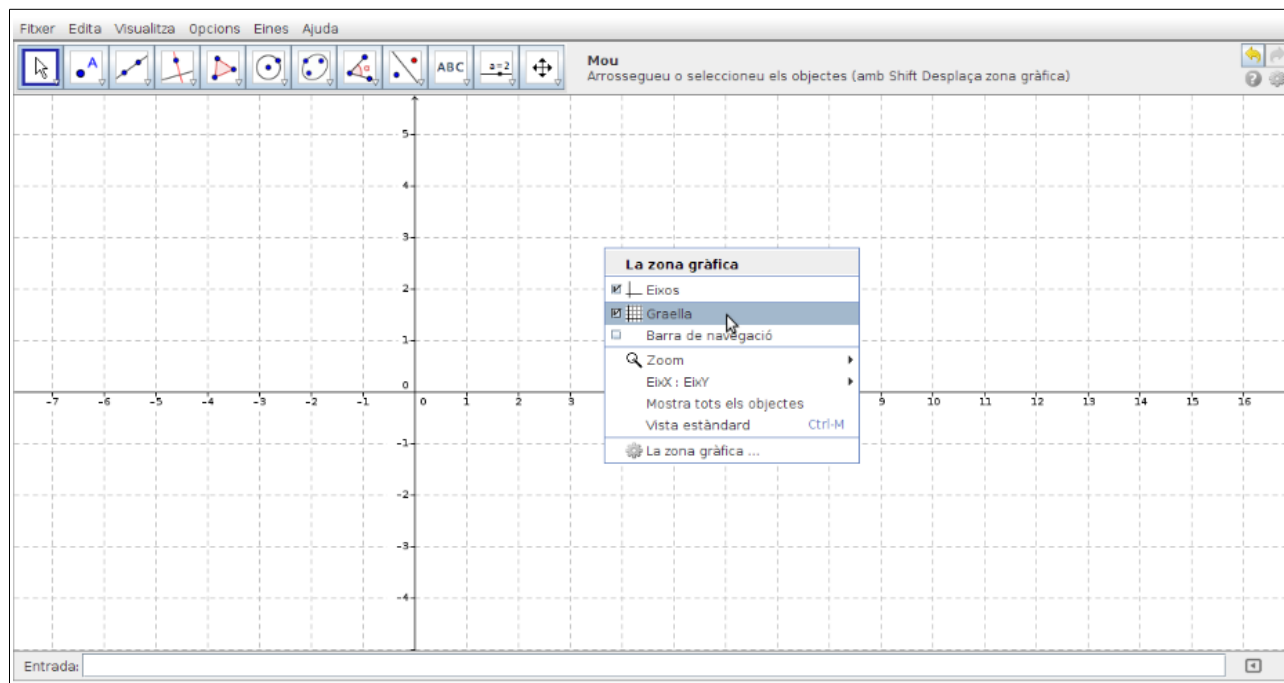 Fitxer Edita Visualitza Opcions Eines Ajuda
A
ABC
a=2
Mou
Arrossegueu o seleccioneu els objectes (amb Shift Desplaça zona gràfica)
5
4
3
2
1
0
-7 -6 -5 -4 -3 -2 -1 0 1 2 3 9 10 11 12 13 14 15 16
-1
-2
-3
-4
La zona gràfica
Eixos
Graella
Barra de navegació
Zoom
EixX : EixY
Mostra tots els objectes
Vista estàndard Ctrl-M
La zona gràfica ...
Entrada: